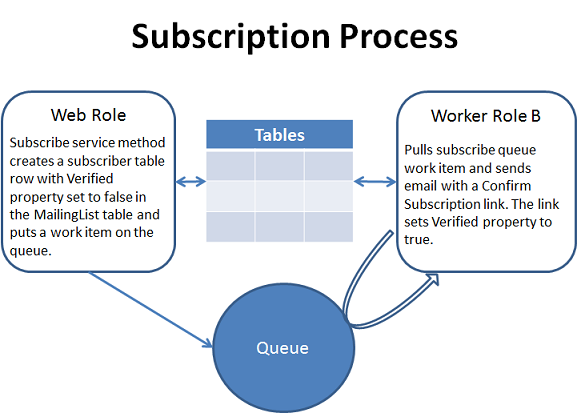 Subscription Process
Web Role
Subscribe service method
creates a subscriber table
row with Verified
property set to false in
the MailingList table and
puts a work item on the
queue.
Tables
Worker Role B
Pulls subscribe queue
work item and sends
email with a Confirm
Subscription link. The link
sets Verified property to
true.
Queue